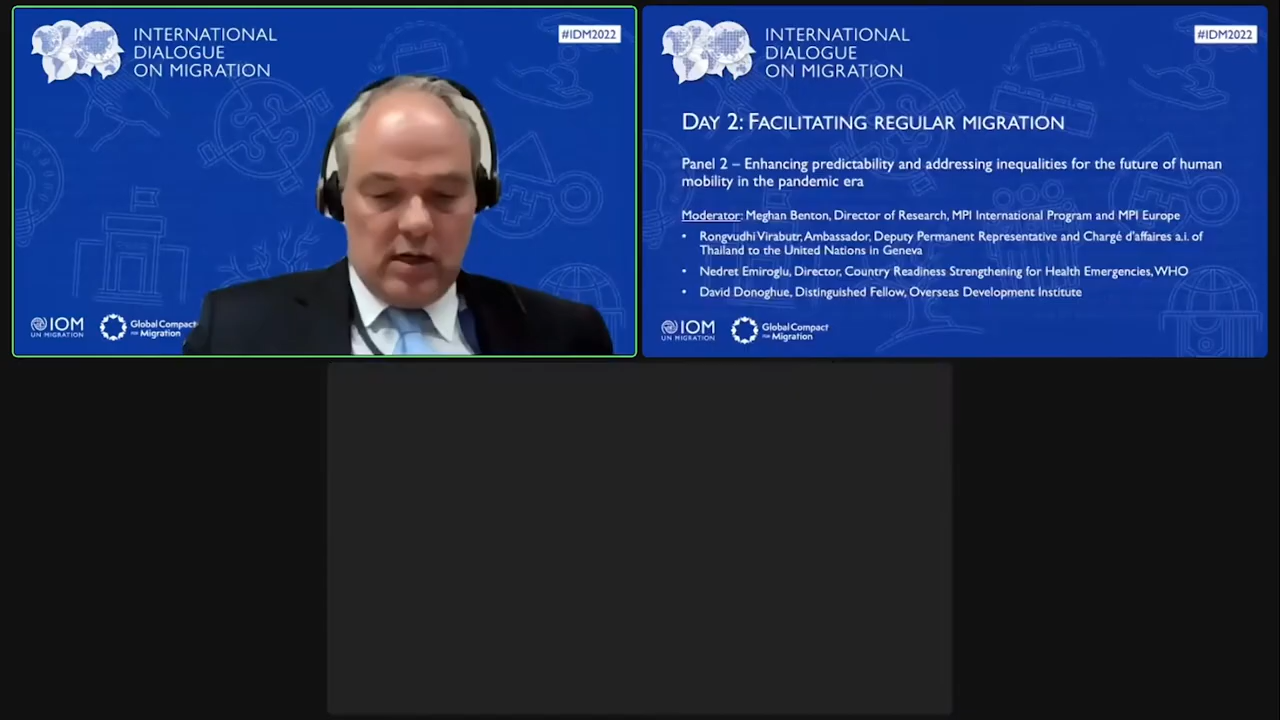 INTERNATIONAL
DIALOGUE
ON MIGRATION
#IDM2022
IOM
UN MIGRATION
Global Compact
FOR Migration
INTERNATIONAL
DIALOGUE
ON MIGRATION
#IDM2022
DAY 2: FACILITATING REGULAR MIGRATION
Panel 2 – Enhancing predictability and addressing inequalities for the future of human
mobility in the pandemic era
Moderator: Meghan Benton, Director of Research, MPI International Program and MPI Europe
• Rongvudhi Virabutr, Ambassador, Deputy Permanent Representative and Chargé d'affaires a.i. of
Thailand to the United Nations in Geneva
• Nedret Emiroglu, Director, Country Readiness Strengthening for Health Emergencies, WHO
• David Donoghue, Distinguished Fellow, Overseas Development Institute
IOM
UN MIGRATION
Global Compact
FOR Migration